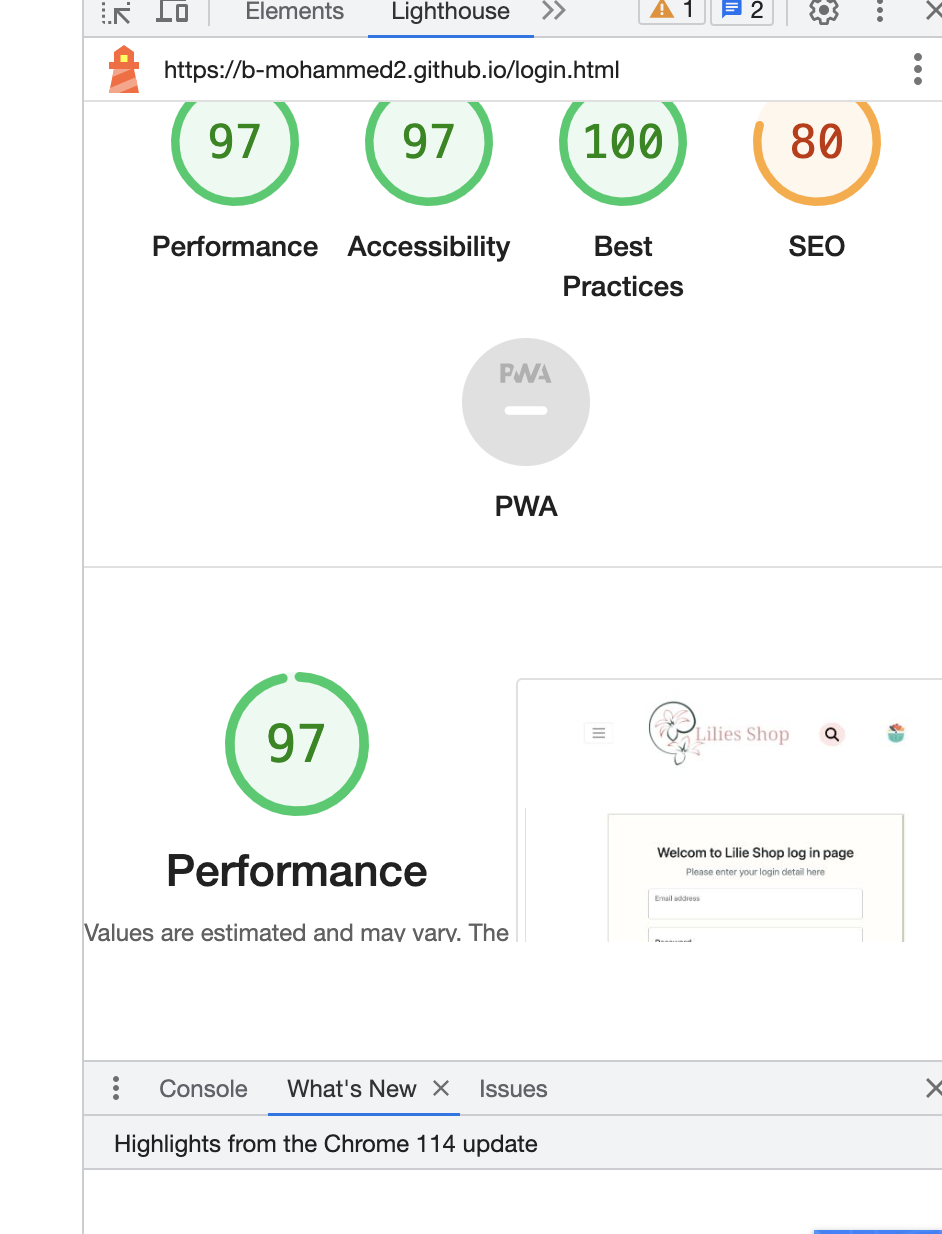 Elements Lighthouse 1 2
https://b-mohammed2.github.io/login.html
97 97 100 80
Performance Accessibility Best Practices SEO
PWA
PWA
97
Performance
Values are estimated and may vary. The
Lilies Shop
Welcom to Lilie Shop log in page
Please enter your login detail here
Email address
Password
Console What's New Issues
Highlights from the Chrome 114 update